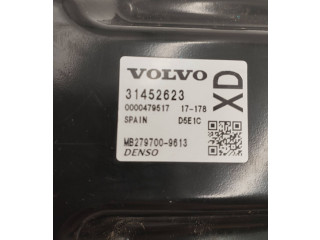 VOLVO
XD
31452623
0000479517 17-178
SPAIN D5E1C
MB279700-9613
DENSO